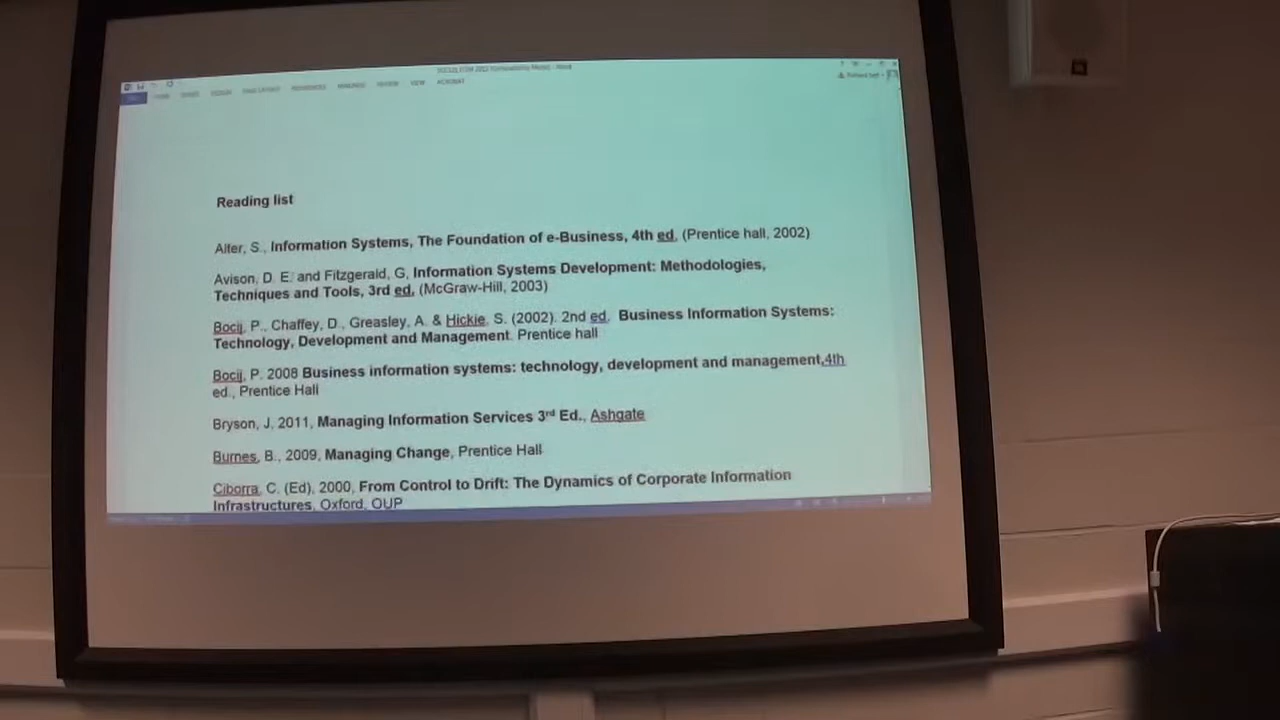 REFERENCES
REVIEW
VIEW
ACROBAT
Reading list
Alter, S., Information Systems, The Foundation of e-Business, 4th ed. (Prentice hall, 2002)
Avison, D. E. and Fitzgerald, G, Information Systems Development: Methodologies,
Techniques and Tools, 3rd ed, (McGraw-Hill, 2003)
Bocij, P., Chaffey, D., Greasley, A. & Hickie, S. (2002). 2nd ed. Business Information Systems:
Technology, Development and Management. Prentice hall
Bocij, P. 2008 Business information systems: technology, development and management,4th
ed., Prentice Hall
Bryson, J, 2011, Managing Information Services 3rd Ed., Ashgate
Burnes, B., 2009, Managing Change, Prentice Hall
Ciborra, C. (Ed), 2000, From Control to Drift: The Dynamics of Corporate Information
Infrastructures, Oxford, OUP